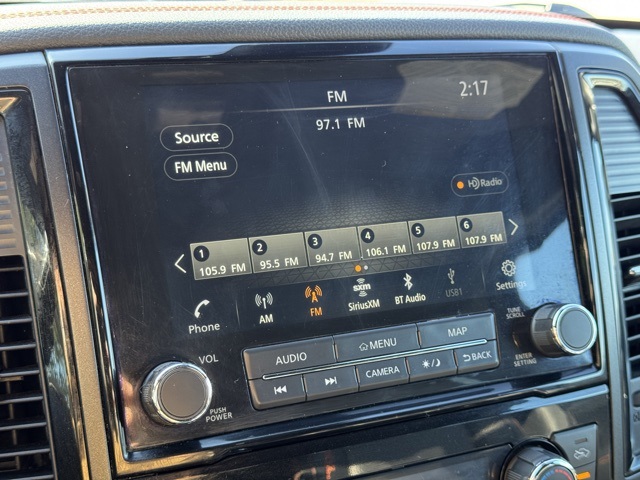 FM
2:17
97.1 FM
Source
FM Menu
HD Radio
1 2 3 4 5 6
105.9 FM 95.5 FM 94.7 FM 106.1 FM 107.9 FM 107.9 FM
Phone
AM
FM
sxm
SiriusXM
BT Audio
USB1
Settings
VOL
PUSH
POWER
AUDIO
MENU
MAP
CAMERA
BACK
TUNE
SCROLL
ENTER
SETTING